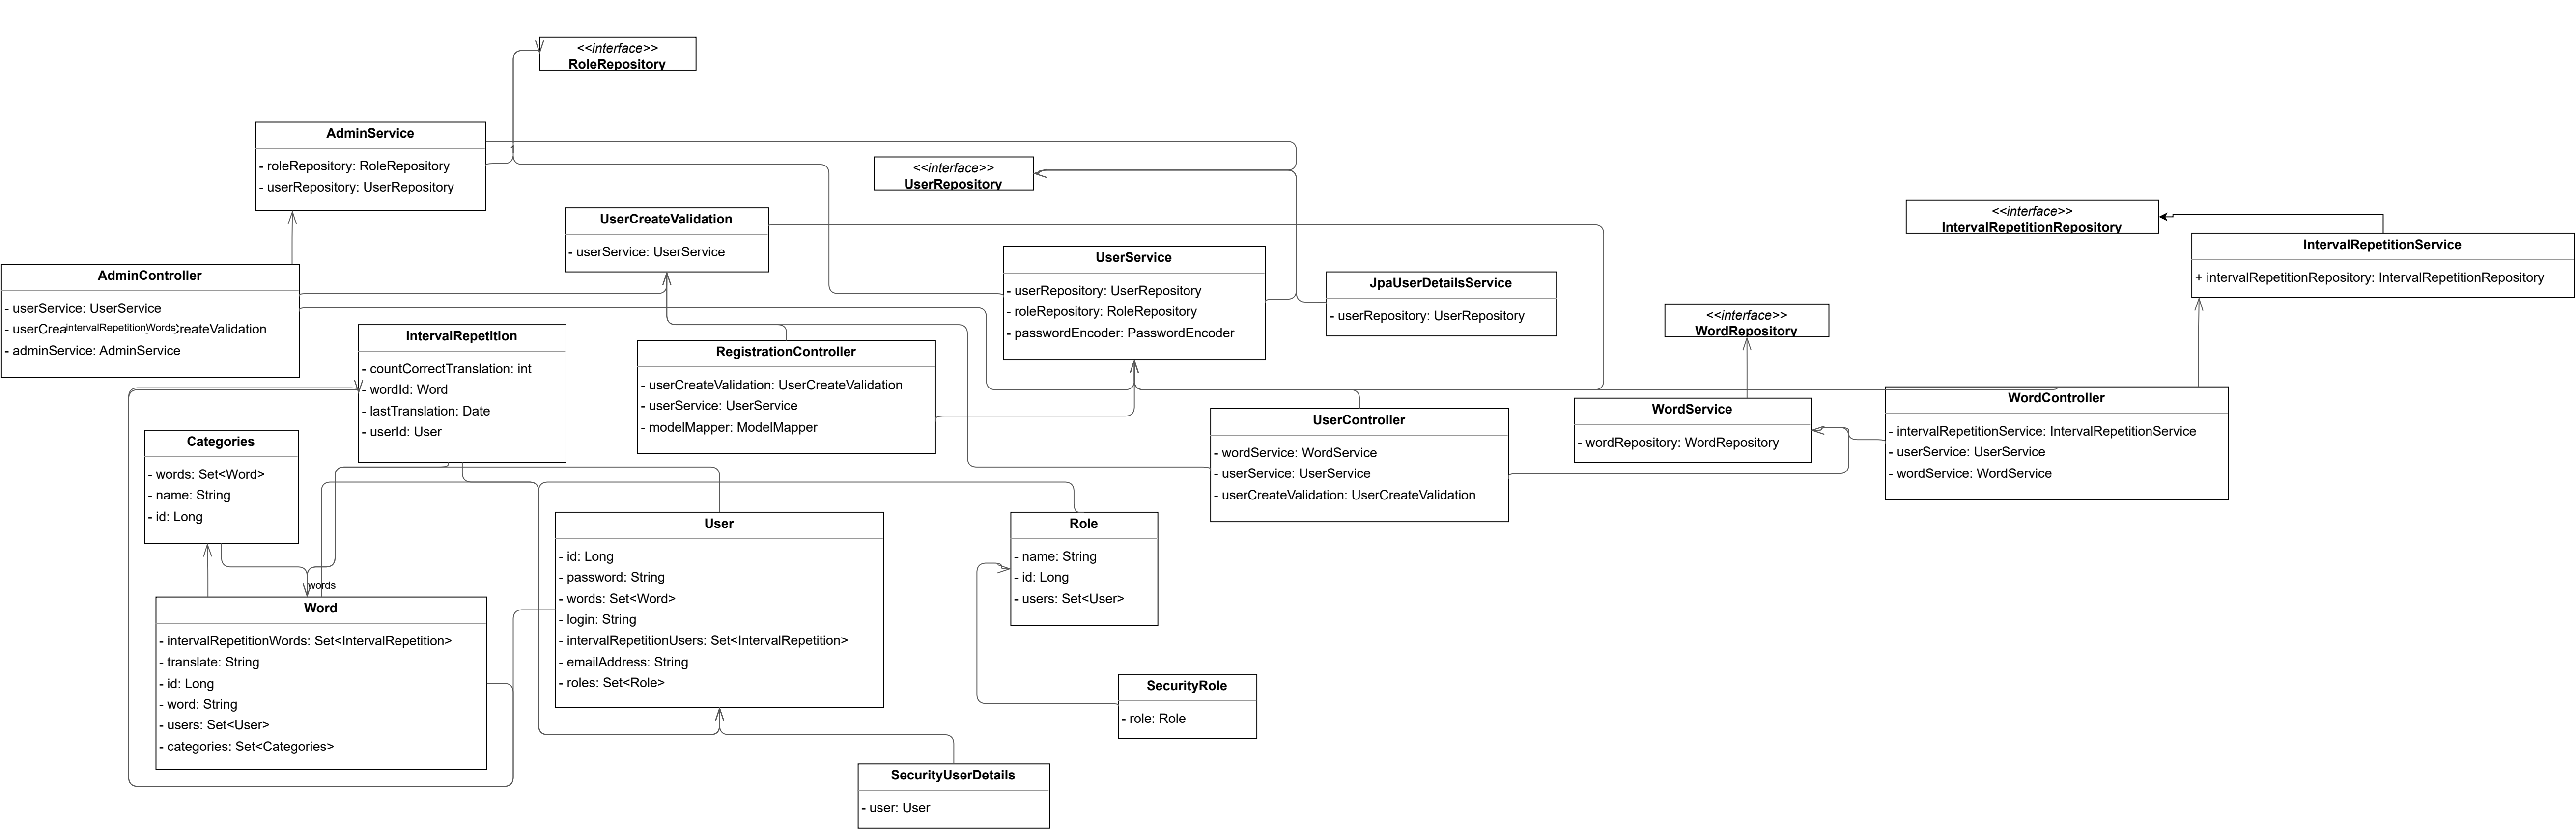 <<interface>>
RoleRepository
AdminService
- roleRepository: RoleRepository
- userRepository: UserRepository
<<interface>>
UserRepository
<<interface>>
IntervalRepetitionRepository
UserCreateValidation
- userService: UserService
IntervalRepetitionService
+ intervalRepetitionRepository: IntervalRepetitionRepository
UserService
- userRepository: UserRepository
- roleRepository: RoleRepository
- passwordEncoder: PasswordEncoder
AdminController
- userService: UserService
- userCrea
intervalRepetitionWords
reateValidation
- adminService: AdminService
JpaUserDetailsService
- userRepository: UserRepository
<<interface>>
WordRepository
IntervalRepetition
- countCorrectTranslation: int
- wordId: Word
- lastTranslation: Date
- userId: User
RegistrationController
- userCreateValidation: UserCreateValidation
- userService: UserService
- modelMapper: ModelMapper
WordController
- intervalRepetitionService: IntervalRepetitionService
- userService: UserService
- wordService: WordService
WordService
- wordRepository: WordRepository
UserController
- wordService: WordService
- userService: UserService
- userCreateValidation: UserCreateValidation
Categories
- words: Set<Word>
- name: String
- id: Long
User
- id: Long
- password: String
- words: Set<Word>
- login: String
- intervalRepetitionUsers: Set<IntervalRepetition>
- emailAddress: String
- roles: Set<Role>
Role
- name: String
- id: Long
- users: Set<User>
words
Word
- intervalRepetitionWords: Set<IntervalRepetition>
- translate: String
- id: Long
- word: String
- users: Set<User>
- categories: Set<Categories>
SecurityRole
- role: Role
SecurityUserDetails
- user: User